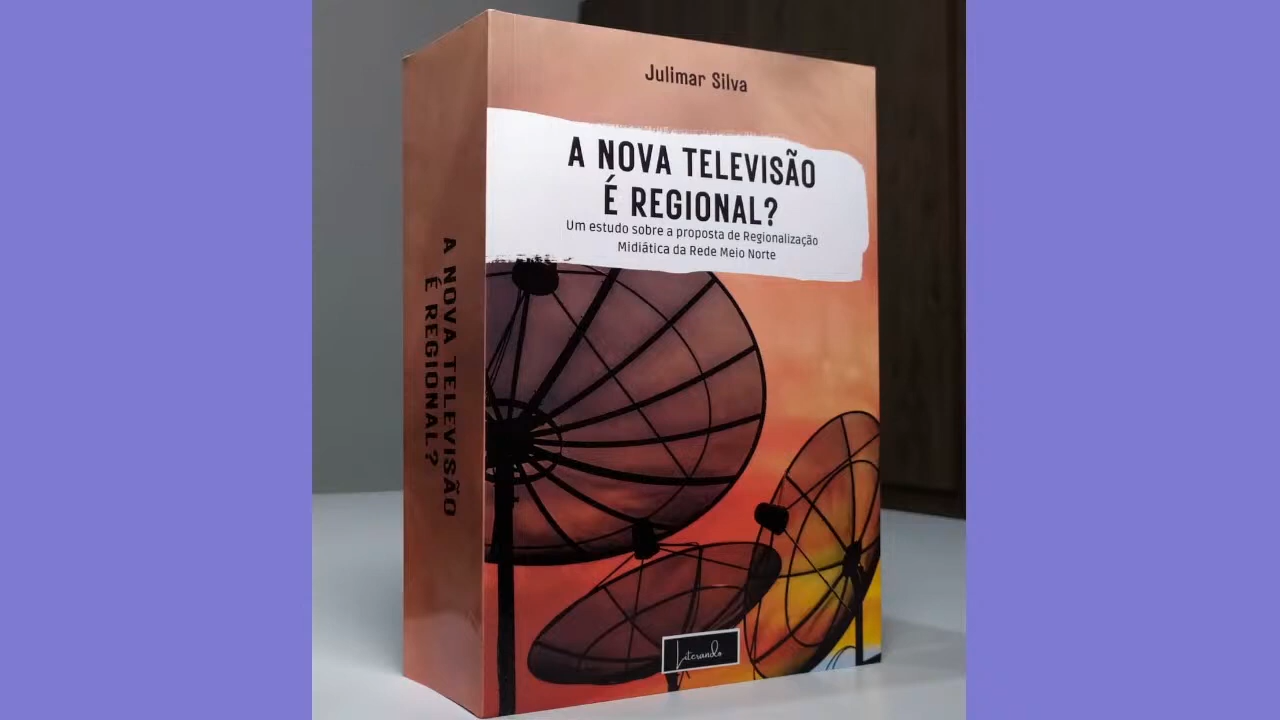 Julimar Silva
A NOVA TELEVISÃO
É REGIONAL?
Um estudo sobre a proposta de Regionalização
Midiática da Rede Meio Norte
A NOVA TELEVISÃO
É REGIONAL?
Literando